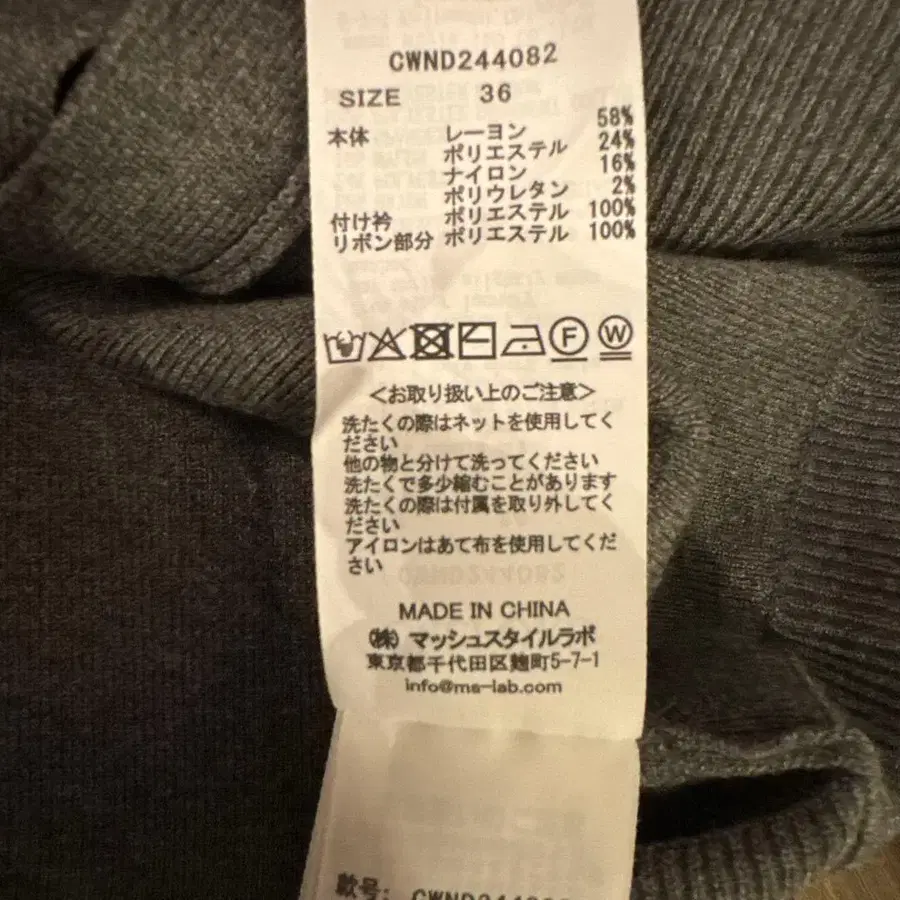 CWND244082
SIZE 36
本体 レーヨン 58%
ポリエステル 24%
ナイロン 16%
ポリウレタン 2%
付け衿 ポリエステル 100%
リボン部分 ポリエステル 100%
F W
<お取り扱い上のご注意>
洗たくの際はネットを使用してく
ださい
他の物と分けて洗ってください
洗たくで多少縮むことがあります
洗たくの際は付属を取り外してく
ださい
アイロンはあて布を使用してくだ
さい
MADE IN CHINA
(株) マッシュスタイルラボ
東京都千代田区麹町5-7-1
info@ms-lab.com
款号: